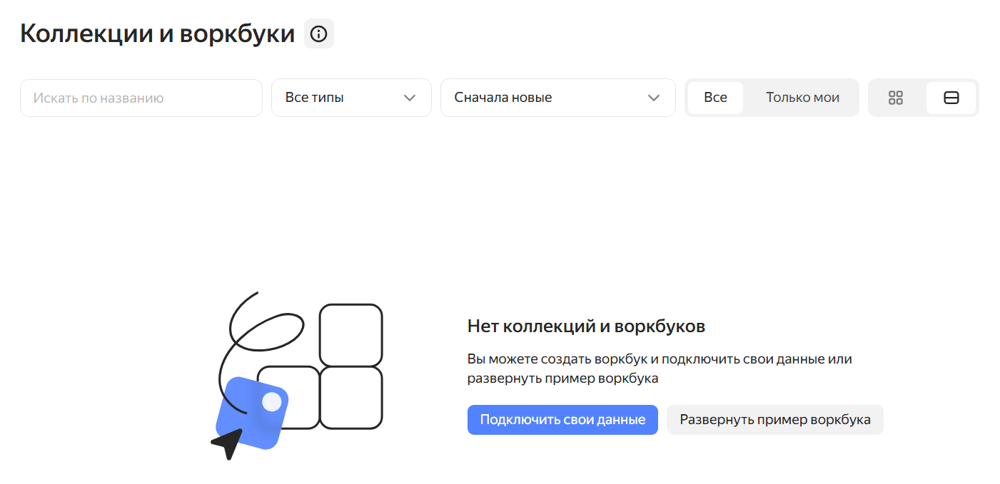 Коллекции и воркбуки
Искать по названию
Все типы
Сначала новые
Все
Только мои
Нет коллекций и воркбуков
Вы можете создать воркбук и подключить свои данные или
развернуть пример воркбука
Подключить свои данные
Развернуть пример воркбука